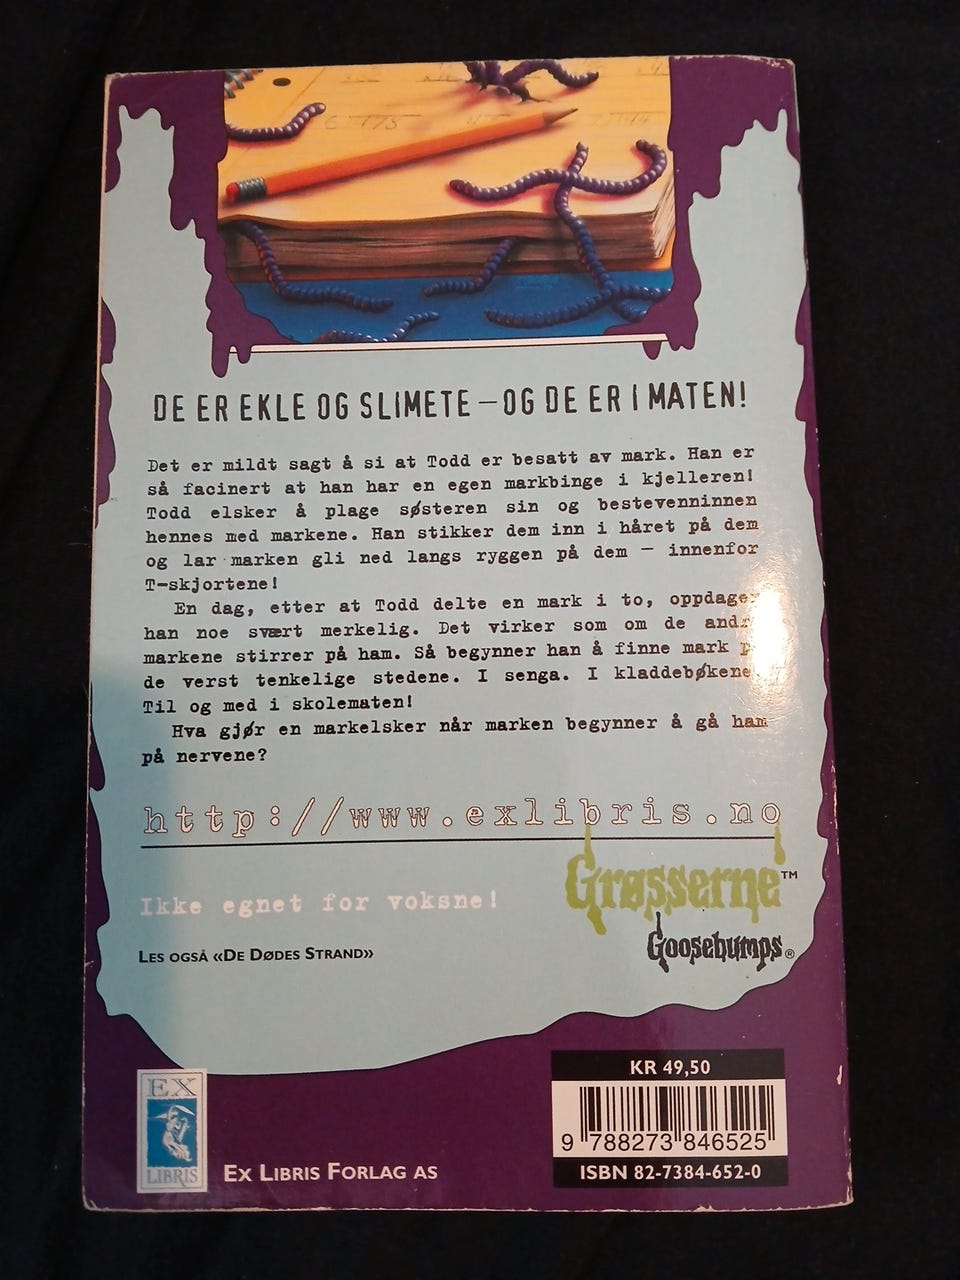 DE ER EKLE OG SLIMETE – OG DE ER I MATEN!
Det er mildt sagt å si at Todd er besatt av mark. Han er
så facinert at han har en egen markbinge i kjelleren!
Todd elsker å plage søsteren sin og bestevenninnen
hennes med markene. Han stikker dem inn i håret på dem
og lar marken gli ned langs ryggen på dem – innenfor
T-skjortene!
En dag, etter at Todd delte en mark i to, oppdager
han noe svært merkelig. Det virker som om de andre
markene stirrer på ham. Så begynner han å finne mark
de verst tenkelige stedene. I senga. I kladdebøkene.
Til og med i skolematen!
Hva gjør en markelsker når marken begynner å gå ham
på nervene?
http://www.exlibris.no
Grøsserne™
Ikke egnet for voksne!
Goosebumps®
LES OGSÅ «DE DØDES STRAND»
KR 49,50
EX
LIBRIS
EX LIBRIS FORLAG AS
9 788273 846525
ISBN 82-7384-652-0